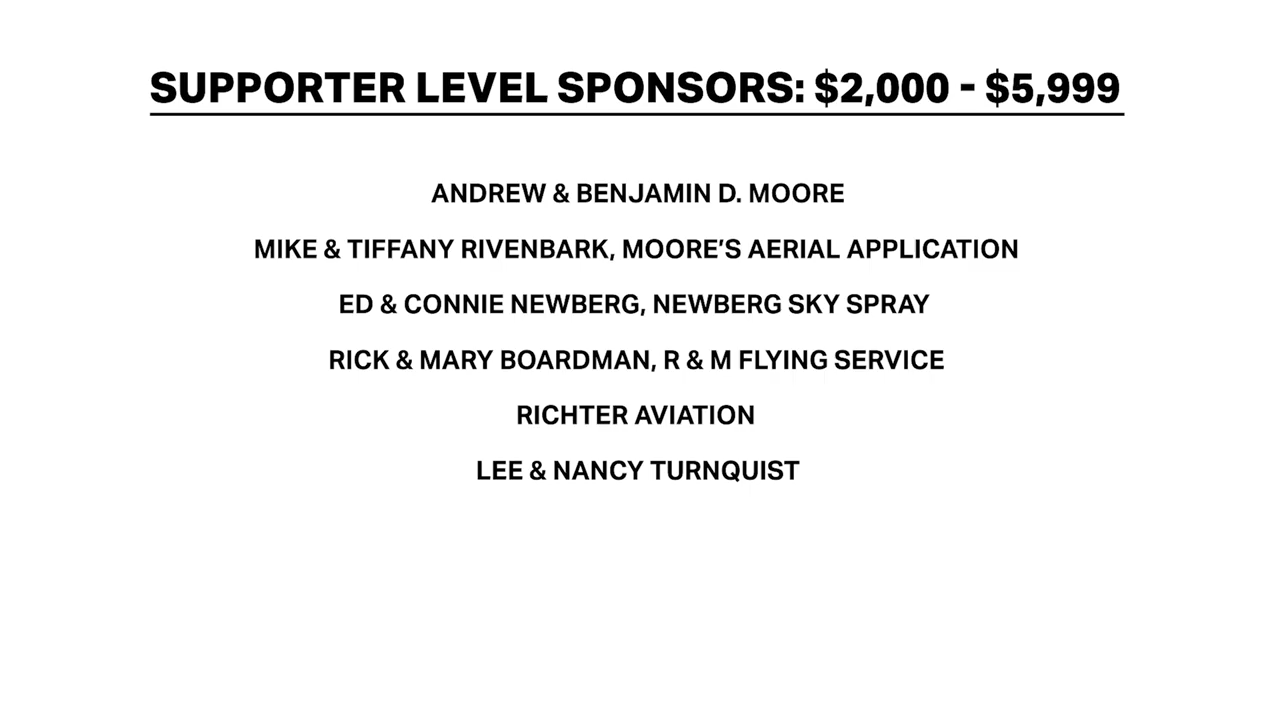 SUPPORTER LEVEL SPONSORS: $2,000 - $5,999
ANDREW & BENJAMIN D. MOORE
MIKE & TIFFANY RIVENBARK, MOORE’S AERIAL APPLICATION
ED & CONNIE NEWBERG, NEWBERG SKY SPRAY
RICK & MARY BOARDMAN, R & M FLYING SERVICE
RICHTER AVIATION
LEE & NANCY TURNQUIST